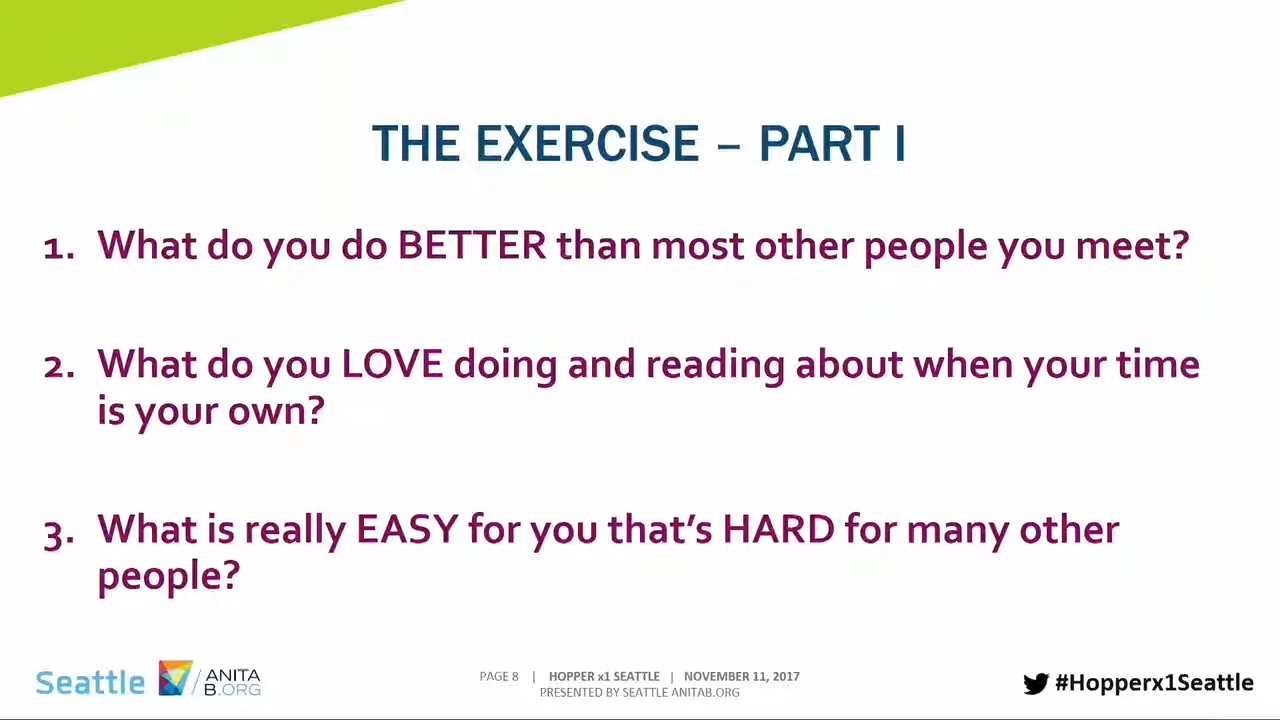 THE EXERCISE – PART I
1. What do you do BETTER than most other people you meet?
2. What do you LOVE doing and reading about when your time
is your own?
3. What is really EASY for you that's HARD for many other
people?
Seattle
ANITA
B.ORG
PAGE 8 | HOPPER x1 SEATTLE | NOVEMBER 11, 2017
PRESENTED BY SEATTLE ANITAB.ORG
#Hopperx1Seattle